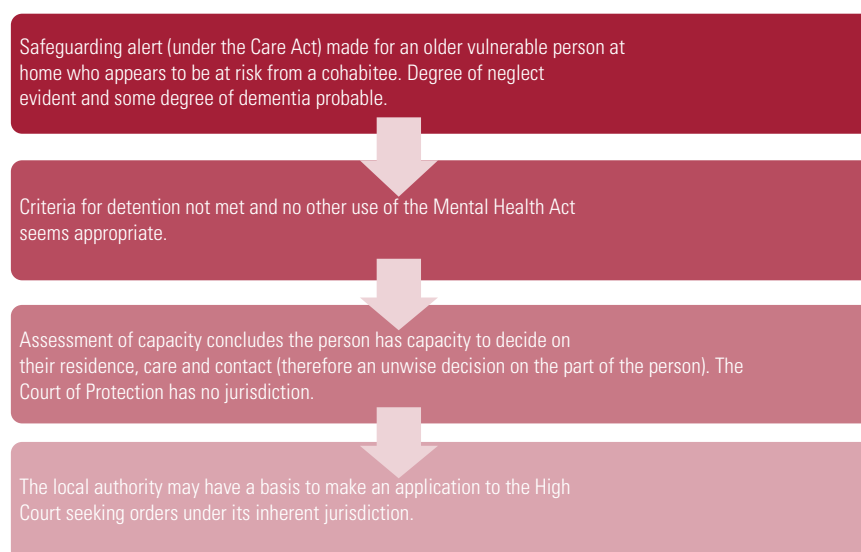 Safeguarding alert (under the Care Act) made for an older vulnerable person at
home who appears to be at risk from a cohabitee. Degree of neglect
evident and some degree of dementia probable.
Criteria for detention not met and no other use of the Mental Health Act
seems appropriate.
Assessment of capacity concludes the person has capacity to decide on
their residence, care and contact (therefore an unwise decision on the part of the person). The
Court of Protection has no jurisdiction.
The local authority may have a basis to make an application to the High
Court seeking orders under its inherent jurisdiction.